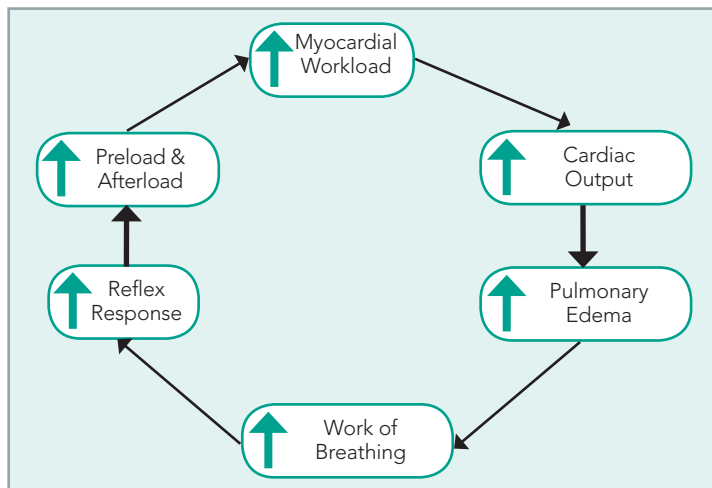 Myocardial
Workload
Cardiac
Output
Pulmonary
Edema
Work of
Breathing
Reflex
Response
Preload &
Afterload